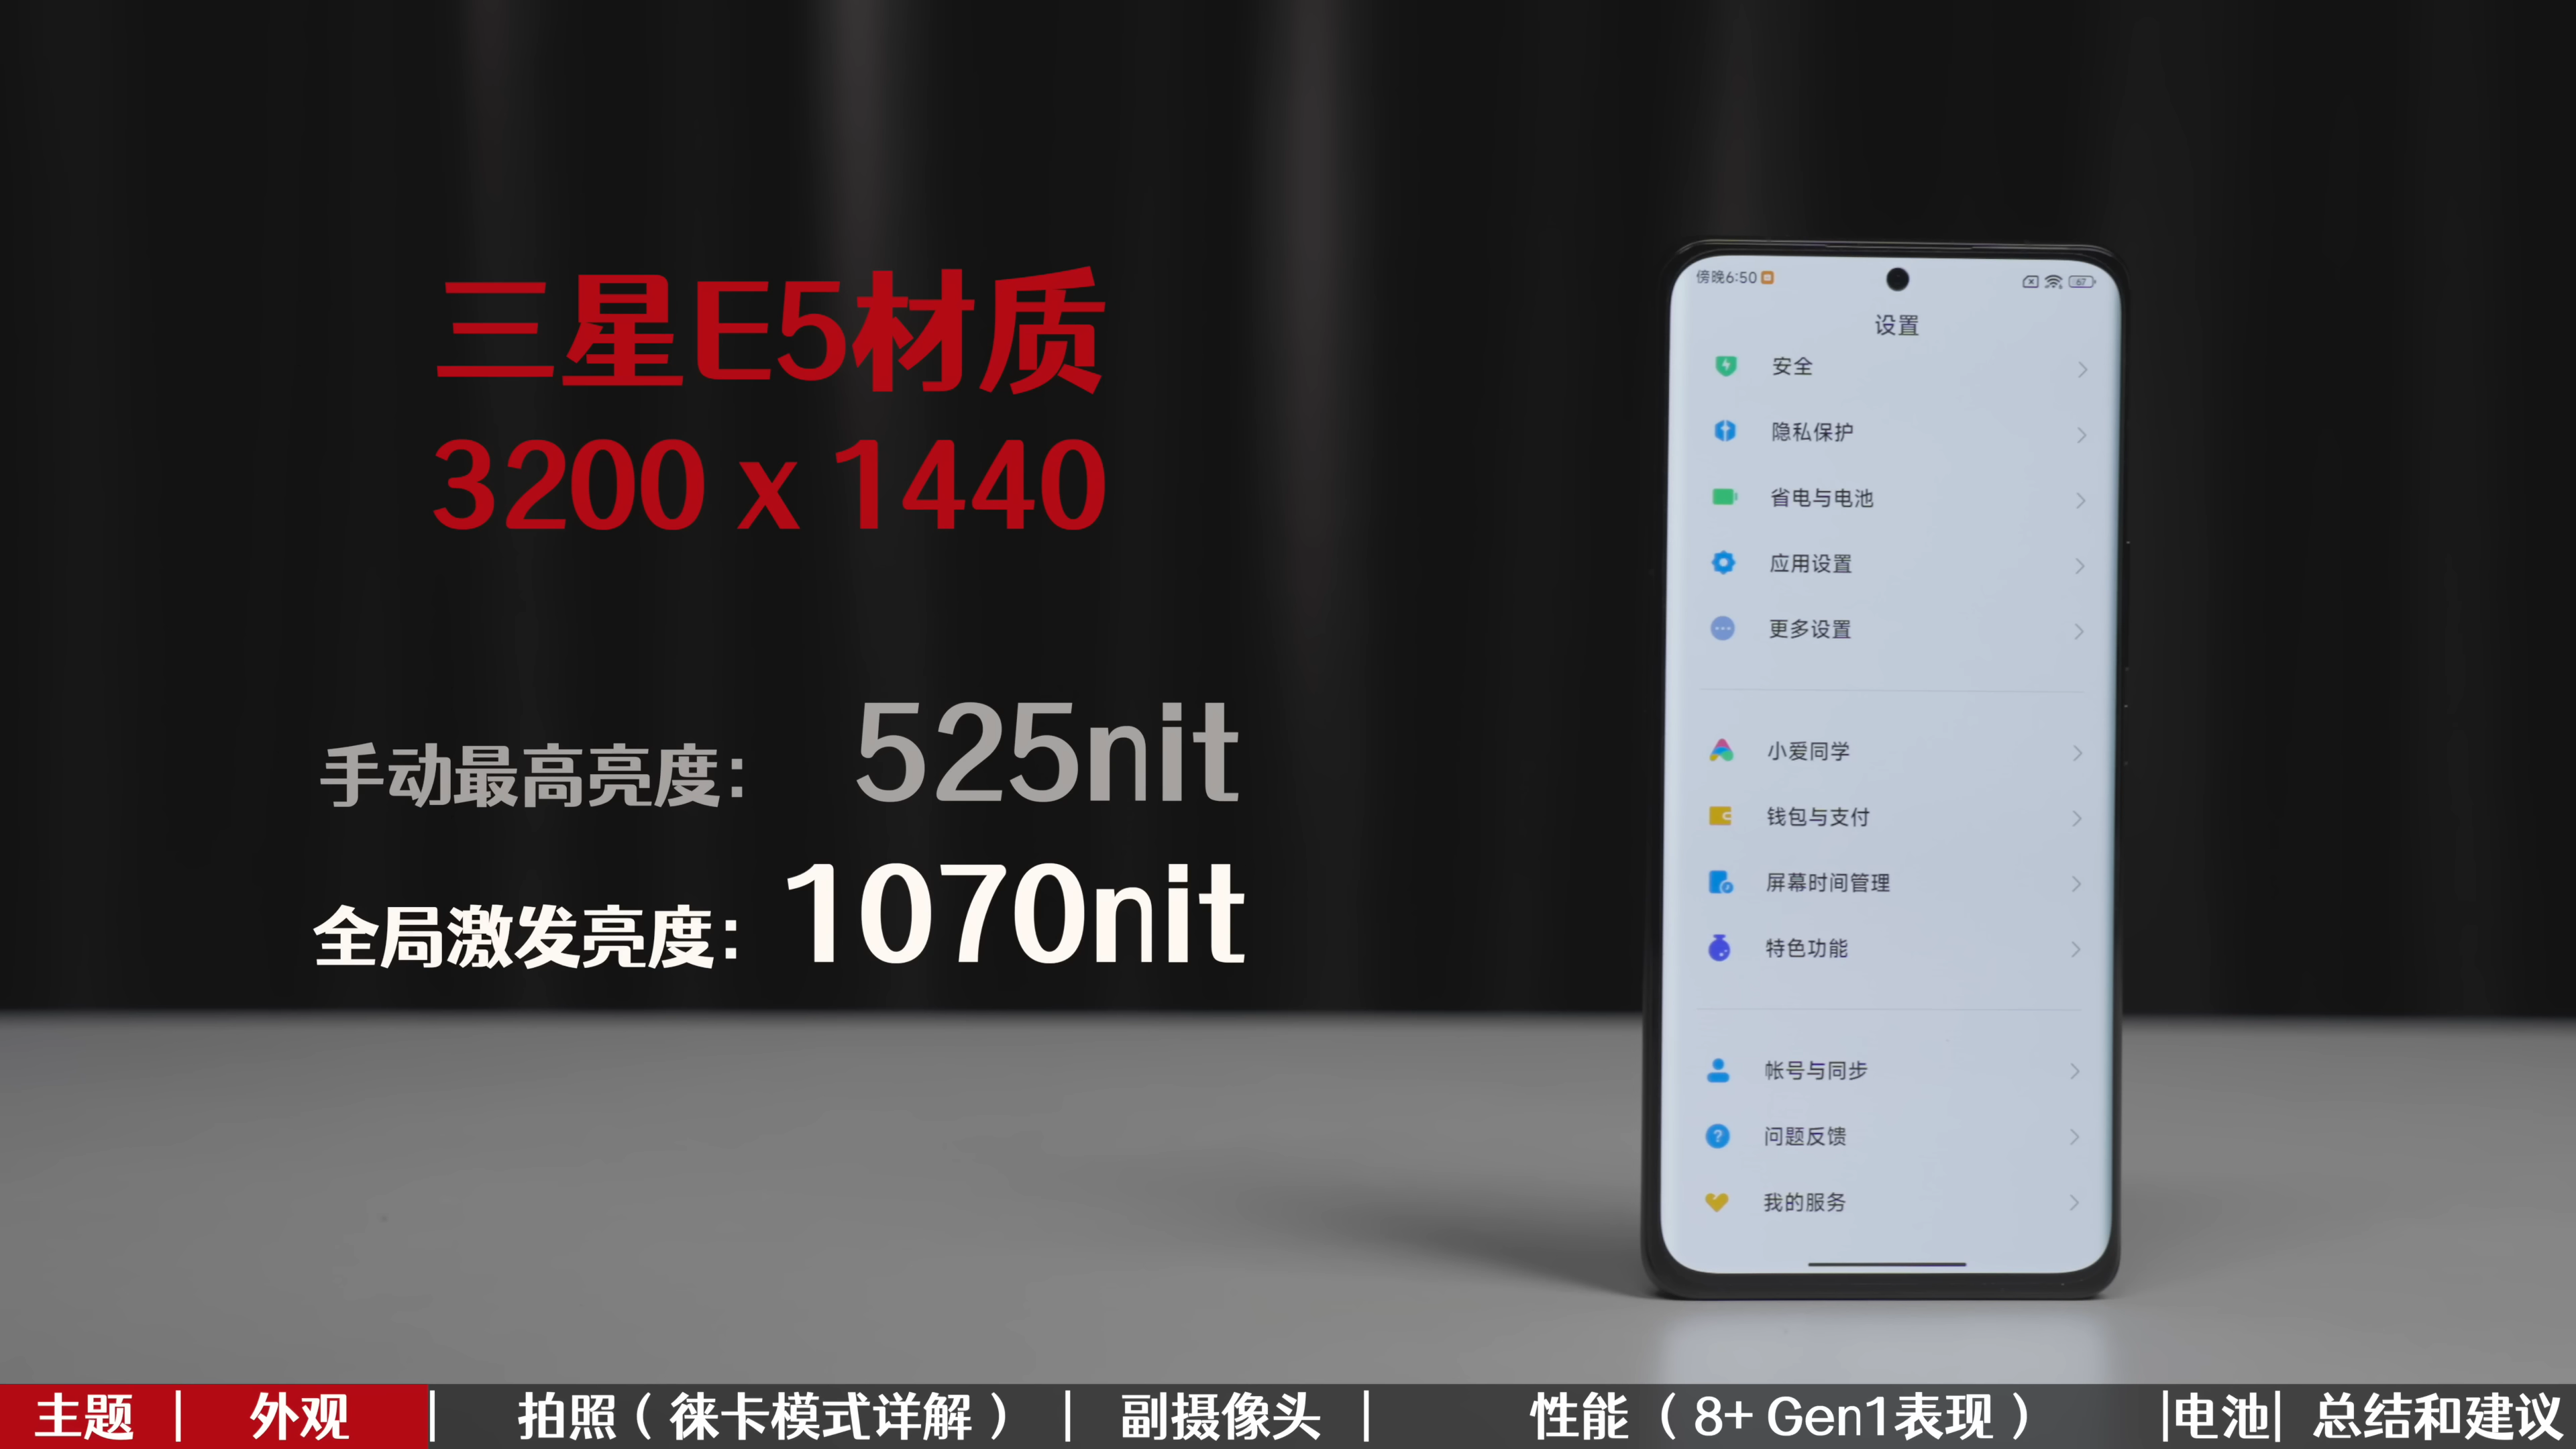 三星E5材质
3200 x 1440
手动最高亮度： 525nit
全局激发亮度： 1070nit
傍晚6:50
67
设置
安全
隐私保护
省电与电池
应用设置
更多设置
小爱同学
钱包与支付
屏幕时间管理
特色功能
帐号与同步
问题反馈
我的服务
主题 | 外观 | 拍照（徕卡模式详解） | 副摄像头 | 性能（8+ Gen1表现） |电池| 总结和建议